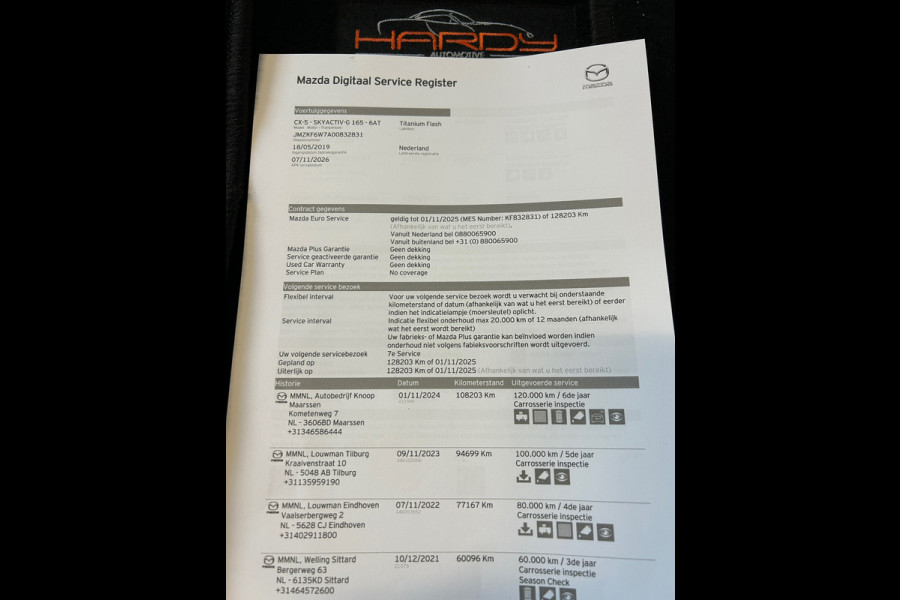 HARDY
AUTOMOTIVE
Mazda Digitaal Service Register
mazda
Voertuiggegevens
CX-5 - SKYACTIV-G 165 - 6AT Titanium Flash
JMZKF6W7A00832831
18/05/2019 Nederland
07/11/2026
Contract gegevens
Mazda Euro Service geldig tot 01/11/2025 (MES Number: KF832831) of 128203 Km
(Afhankelijk van wat u het eerst bereikt).
Vanuit Nederland bel 0880065900
Vanuit buitenland bel +31 (0) 880065900
Mazda Plus Garantie Geen dekking
Service geactiveerde garantie Geen dekking
Used Car Warranty Geen dekking
Service Plan No coverage
Volgende service bezoek
Flexibel interval Voor uw volgende service bezoek wordt u verwacht bij onderstaande
kilometerstand of datum (afhankelijk van wat u het eerst bereikt) of eerder
indien het indicatielampje (moersleutel) oplicht.
Service interval Indicatie flexibel onderhoud max 20.000 km of 12 maanden (afhankelijk
wat het eerst wordt bereikt)
Uw fabrieks- of Mazda Plus garantie kan beïnvloed worden indien
onderhoud niet volgens fabieksvoorschriften wordt uitgevoerd.
Uw volgende servicebezoek 7e Service
Gepland op 128203 Km of 01/11/2025
Uiterlijk op 128203 Km of 01/11/2025 (Afhankelijk van wat u het eerst bereikt)
Historie Datum Kilometerstand Uitgevoerde service
MMNL, Autobedrijf Knoop 01/11/2024 108203 Km 120.000 km / 6de jaar
Maarssen Carrosserie inspectie
Kometenweg 7
NL - 3606BD Maarssen
+31346586444
MMNL, Louwman Tilburg 09/11/2023 94699 Km 100.000 km / 5de jaar
Kraaivenstraat 10 Carrosserie inspectie
NL - 5048 AB Tilburg
+31135959190
MMNL, Louwman Eindhoven 07/11/2022 77167 Km 80.000 km / 4de jaar
Vaalserbergweg 2 Carrosserie inspectie
NL - 5628 CJ Eindhoven
+31402911800
MMNL, Welling Sittard 10/12/2021 60096 Km 60.000 km / 3de jaar
Bergerweg 63 Carrosserie inspectie
NL - 6135KD Sittard Season Check
+31464572600